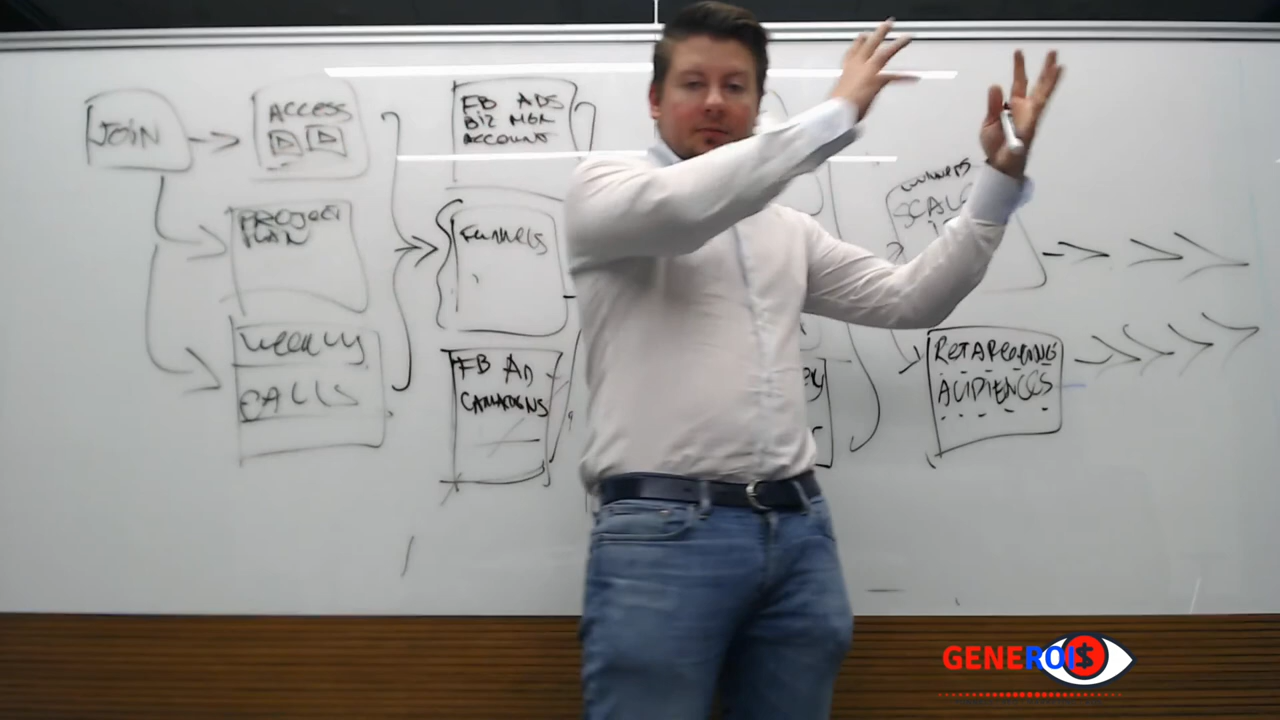 JOIN
ACCESS
PROJECT
PLAN
WEEKLY
CALLS
FB ADS
BIZ MGR
ACCOUNT
FUNNELS
FB AD
CAMPAIGNS
WINNERS
SCALE
RETARGETING
AUDIENCES
GENEROI$